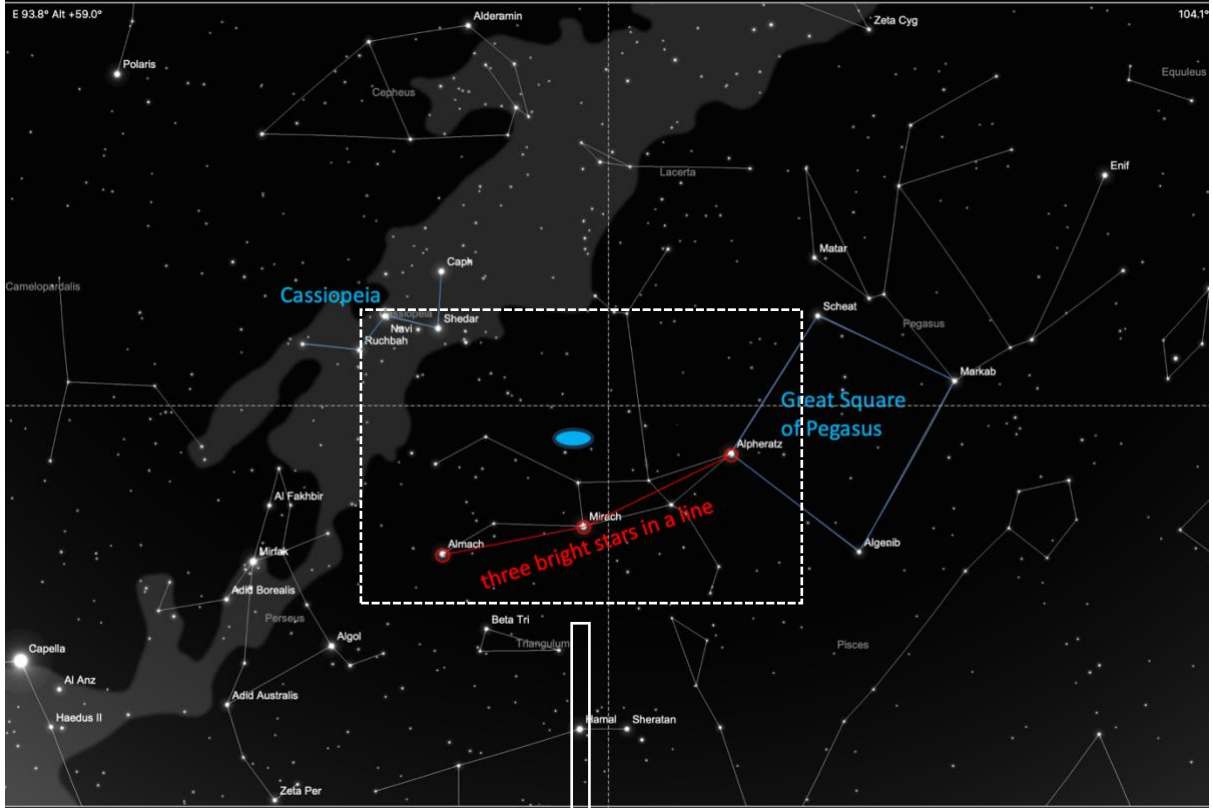 E 93.8° Alt +59.0°
104.1°
Alderamin
Zeta Cyg
Polaris
Equuleus
Cepheus
Enif
Lacerta
Matar
Caph
Camelopardalis
Cassiopeia
Scheat
Cassiopeia
Shedar
Navi
Pegasus
Ruchbah
Markab
Great Square
of Pegasus
Alpheratz
Al Fakhbir
Mirach
three bright stars in a line
Almach
Algenib
Mirfak
Adid Borealis
Perseus
Beta Tri
Algol
Triangulum
Pisces
Capella
Al Anz
Adid Australis
Haedus II
Hamal
Sheratan
Zeta Per